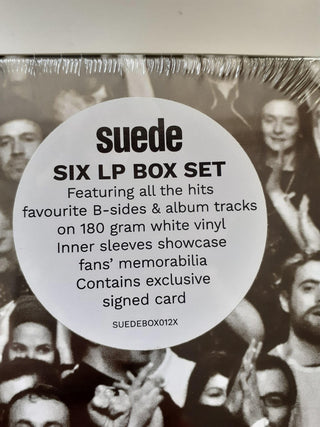 suede
SIX LP BOX SET
Featuring all the hits
favourite B-sides & album tracks
on 180 gram white vinyl
Inner sleeves showcase
fans' memorabilia
Contains exclusive
signed card
SUEDEBOX012X